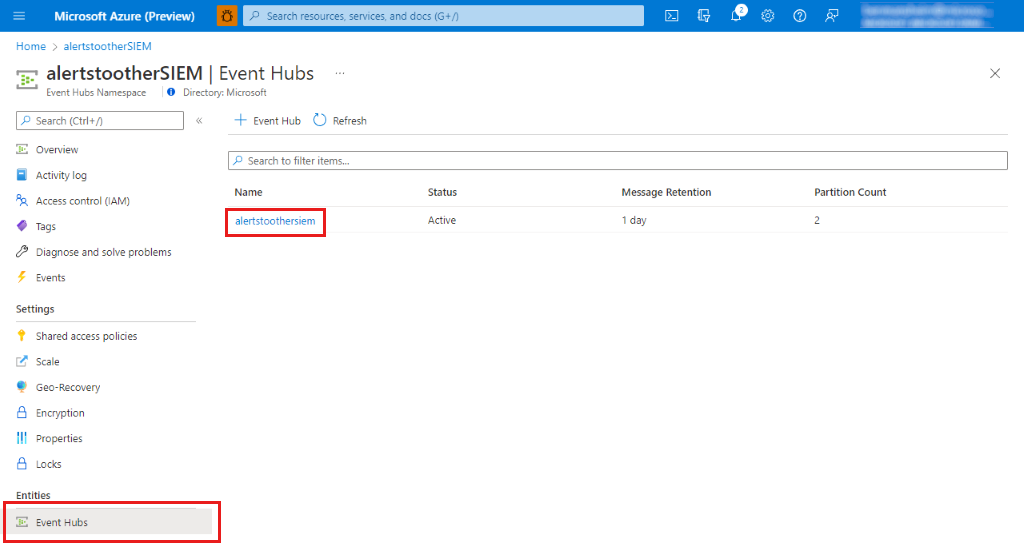 Microsoft Azure (Preview)
Search resources, services, and docs (G+/)
2
Home > alertstootherSIEM
alertstootherSIEM | Event Hubs ...
Event Hubs Namespace
Directory: Microsoft
Search (Ctrl+/)
«
Event Hub
Refresh
Overview
Activity log
Access control (IAM)
Tags
Diagnose and solve problems
Events
Settings
Shared access policies
Scale
Geo-Recovery
Encryption
Properties
Locks
Entities
Event Hubs
Search to filter items...
Name Status Message Retention Partition Count
alertstoothersiem Active 1 day 2